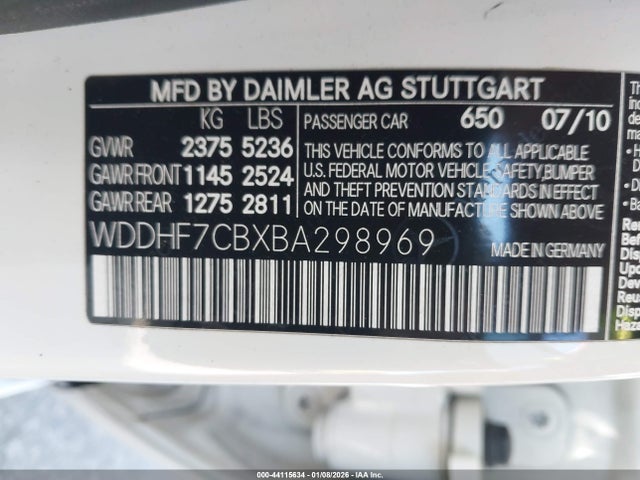 MFD BY DAIMLER AG STUTTGART
KG LBS
GVWR 2375 5236
GAWR FRONT 1145 2524
GAWR REAR 1275 2811
PASSENGER CAR 650 07/10
THIS VEHICLE CONFORMS TO ALL APPLICABLE
U.S. FEDERAL MOTOR VEHICLE SAFETY,BUMPER
AND THEFT PREVENTION STANDARDS IN EFFECT
ON THE DATE OF MANUFACTURE SHOWN ABOVE.
WDDHF7CBXBA298969 MADE IN GERMANY
000-44115634 | 01/08/2026 - IAA Inc.